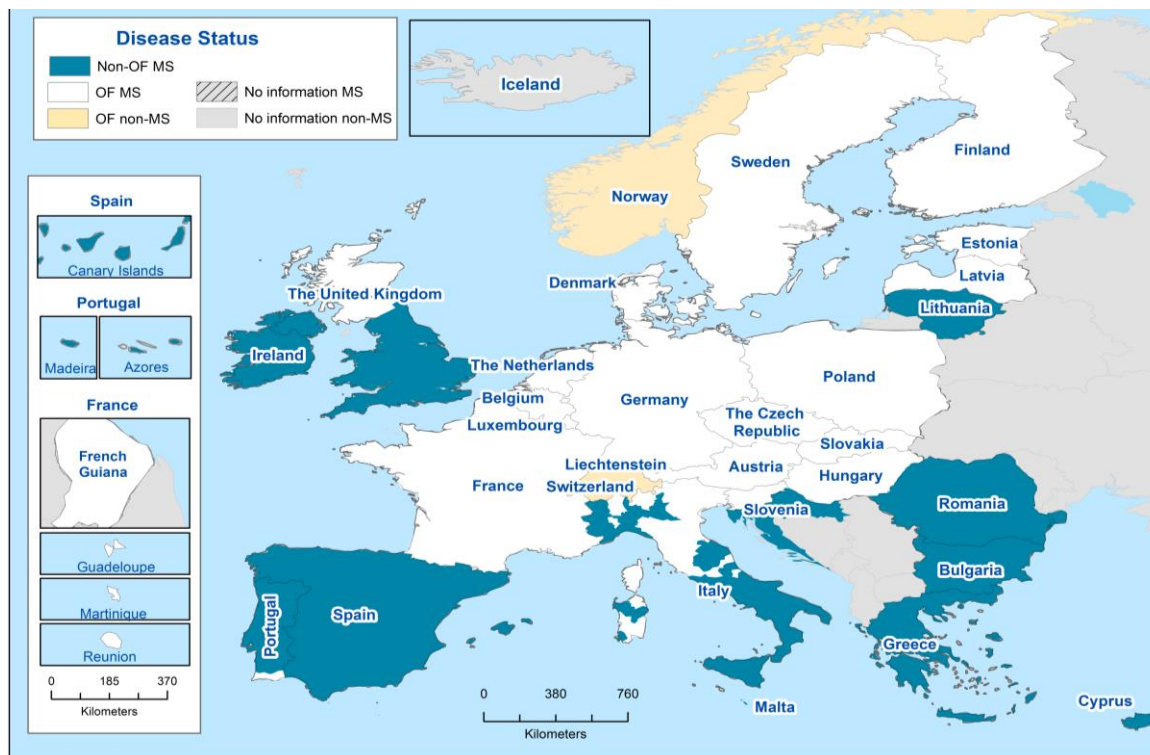 Disease Status
Non-OF MS
OF MS
No information MS
OF non-MS
No information non-MS
Iceland
Spain
Canary Islands
Portugal
Madeira
Azores
France
French
Guiana
Guadeloupe
Martinique
Reunion
0 185 370
Kilometers
Finland
Sweden
Norway
Estonia
Latvia
Denmark
The United Kingdom
Lithuania
Ireland
The Netherlands
Poland
Belgium
Germany
The Czech
Republic
Luxembourg
Slovakia
Liechtenstein
Austria
Hungary
France
Switzerland
Slovenia
Romania
Bulgaria
Italy
Portugal
Spain
Greece
0 380 760
Kilometers
Malta
Cyprus